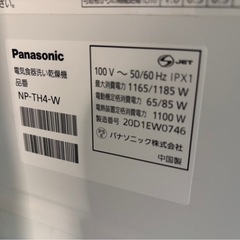 Panasonic
電気食器洗い乾燥機
品番
NP-TH4-W
JET
100 V ～ 50/60 Hz IPX1
最大消費電力 1165/1185 W
電動機定格消費電力 65/85 W
電熱装置定格消費電力 1100 W
製造番号 20D1EW0746
パナソニック株式会社
中国製